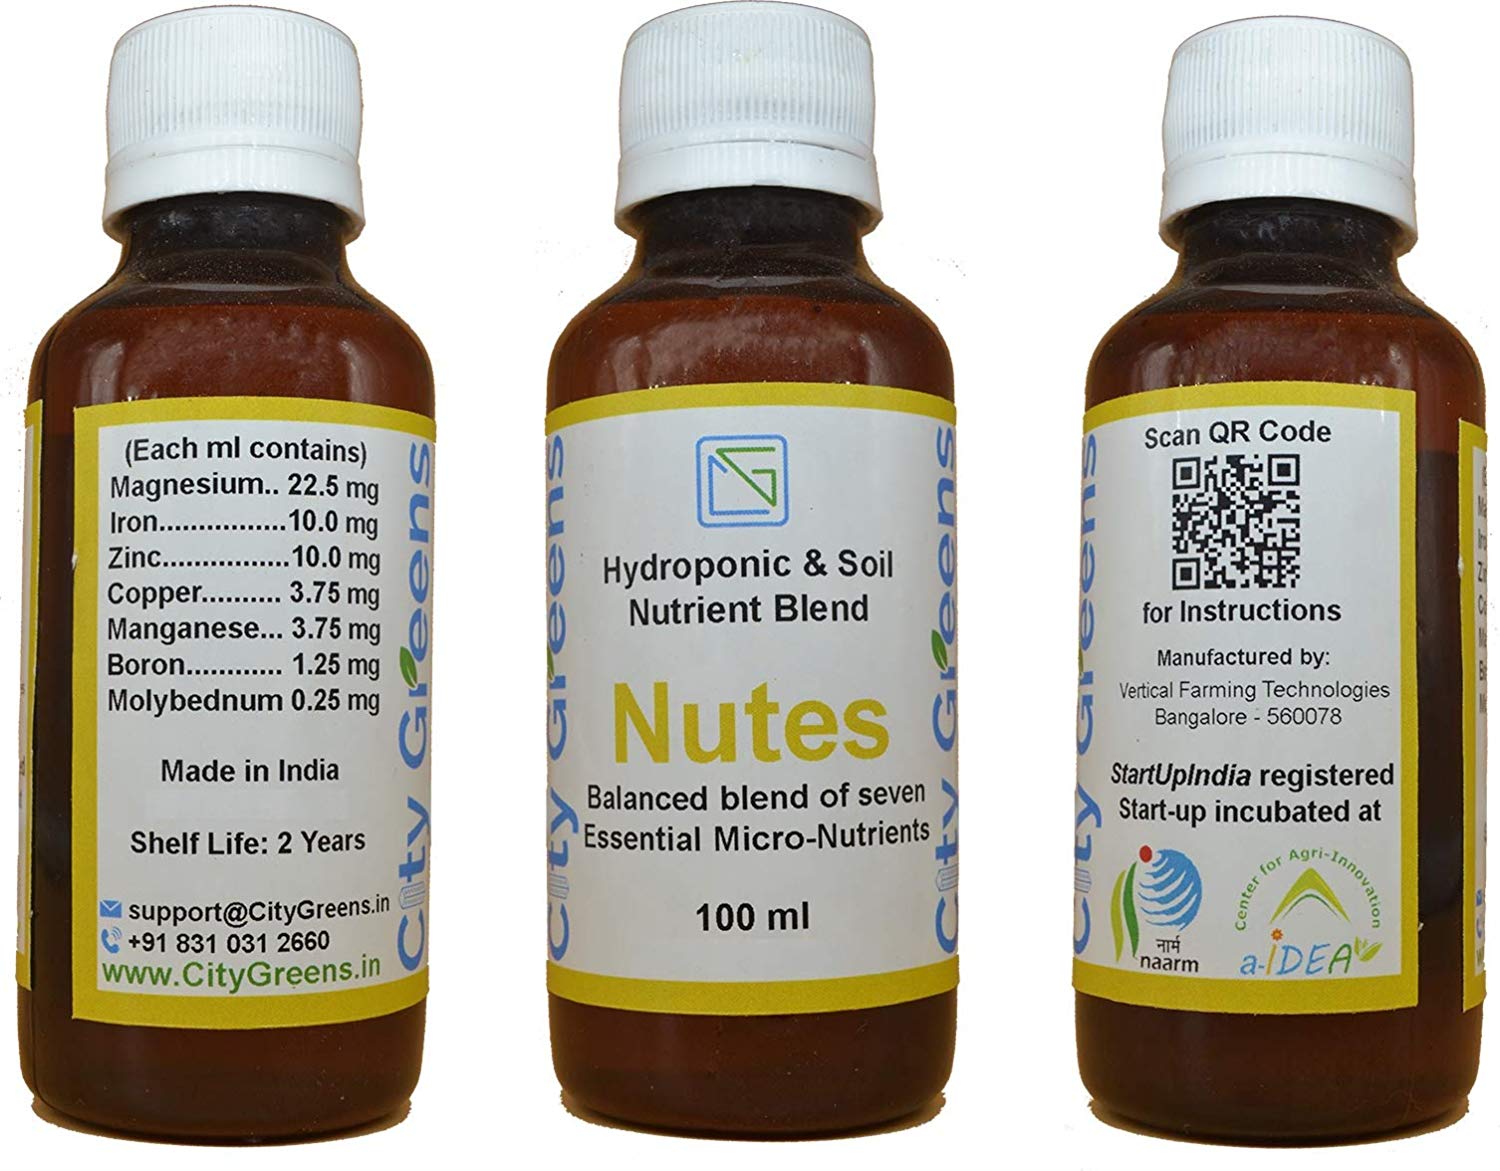 (Each ml contains)
Magnesium.. 22.5 mg
Iron................10.0 mg
Zinc................10.0 mg
Copper.......... 3.75 mg
Manganese... 3.75 mg
Boron............ 1.25 mg
Molybednum 0.25 mg
Made in India
Shelf Life: 2 Years
support@CityGreens.in
+91 831 031 2660
www.CityGreens.in
City Greens
City Greens
Hydroponic & Soil
Nutrient Blend
Nutes
Balanced blend of seven
Essential Micro-Nutrients
100 ml
City Greens
City Greens
Scan QR Code
for Instructions
Manufactured by:
Vertical Farming Technologies
Bangalore - 560078
StartUpIndia registered
Start-up incubated at
नार्म
naarm
Center for Agri-Innovation
a-IDEA